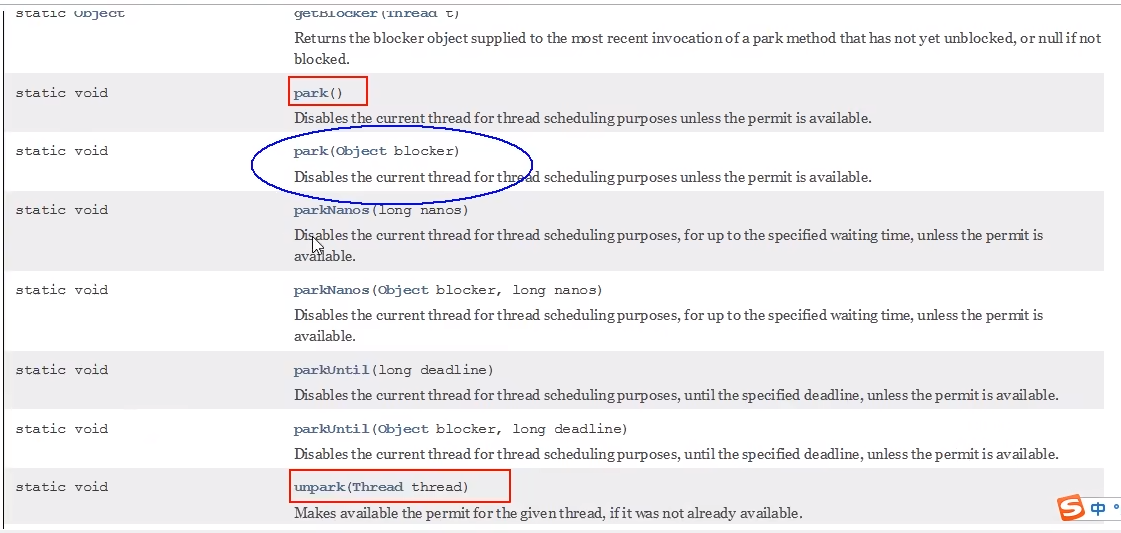 static Object getBlocker(Thread t)
Returns the blocker object supplied to the most recent invocation of a park method that has not yet unblocked, or null if not
blocked.
static void park()
Disables the current thread for thread scheduling purposes unless the permit is available.
static void park(Object blocker)
Disables the current thread for thread scheduling purposes unless the permit is available.
static void parkNanos(long nanos)
Disables the current thread for thread scheduling purposes, for up to the specified waiting time, unless the permit is
available.
static void parkNanos(Object blocker, long nanos)
Disables the current thread for thread scheduling purposes, for up to the specified waiting time, unless the permit is
available.
static void parkUntil(long deadline)
Disables the current thread for thread scheduling purposes, until the specified deadline, unless the permit is available.
static void parkUntil(Object blocker, long deadline)
Disables the current thread for thread scheduling purposes, until the specified deadline, unless the permit is available.
static void unpark(Thread thread)
Makes available the permit for the given thread, if it was not already available.
S 中